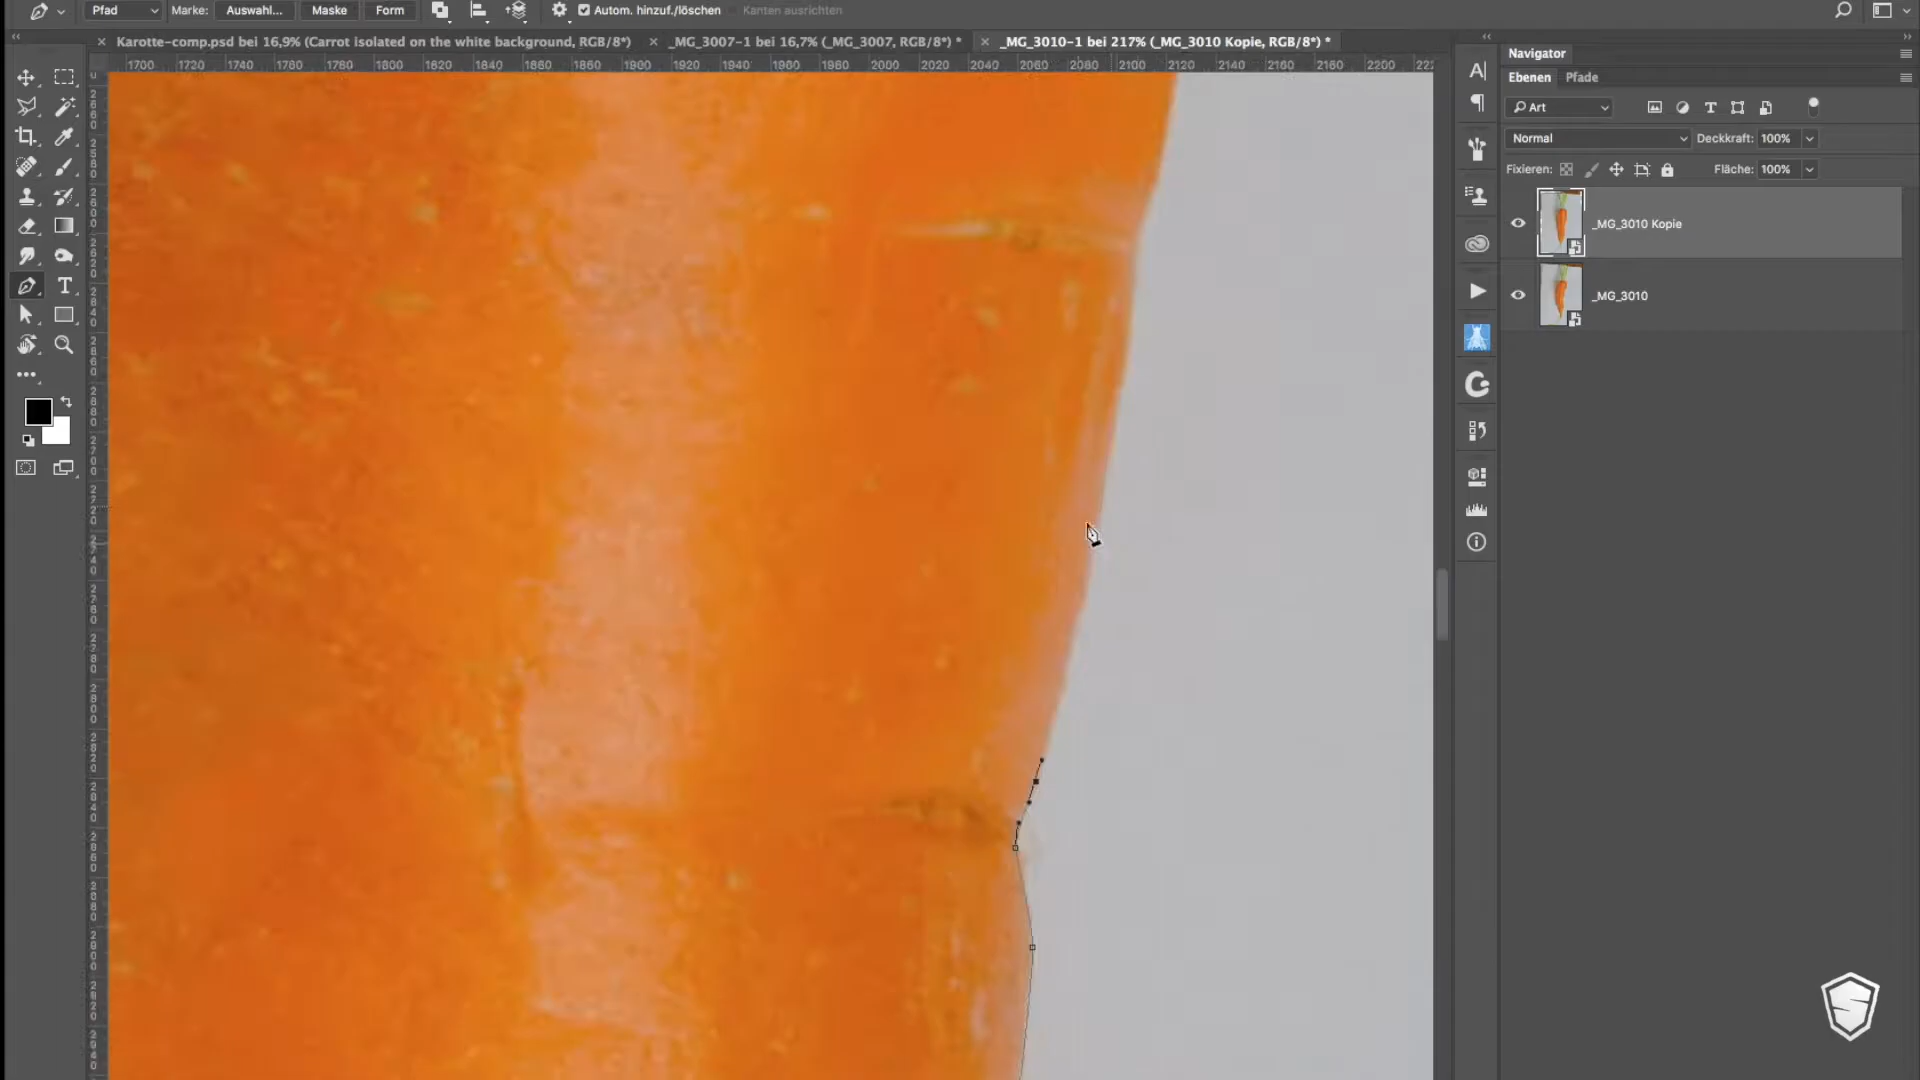 Pfad Marke: Auswahl... Maske Form Autom. hinzuf./löschen Kanten ausrichten
Karotte-comp.psd bei 16,9% (Carrot isolated on the white background, RGB/8*)
_MG_3007-1 bei 16,7% (_MG_3007, RGB/8*) *
_MG_3010-1 bei 217% (_MG_3010 Kopie, RGB/8*) *
1700 1720 1740 1760 1780 1800 1820 1840 1860 1880 1900 1920 1940 1960 1980 2000 2020 2040 2060 2080 2100 2120 2140 2160 2180 2200
Navigator
Ebenen Pfade
Art
Normal Deckkraft: 100%
Fixieren: Fläche: 100%
_MG_3010 Kopie
_MG_3010